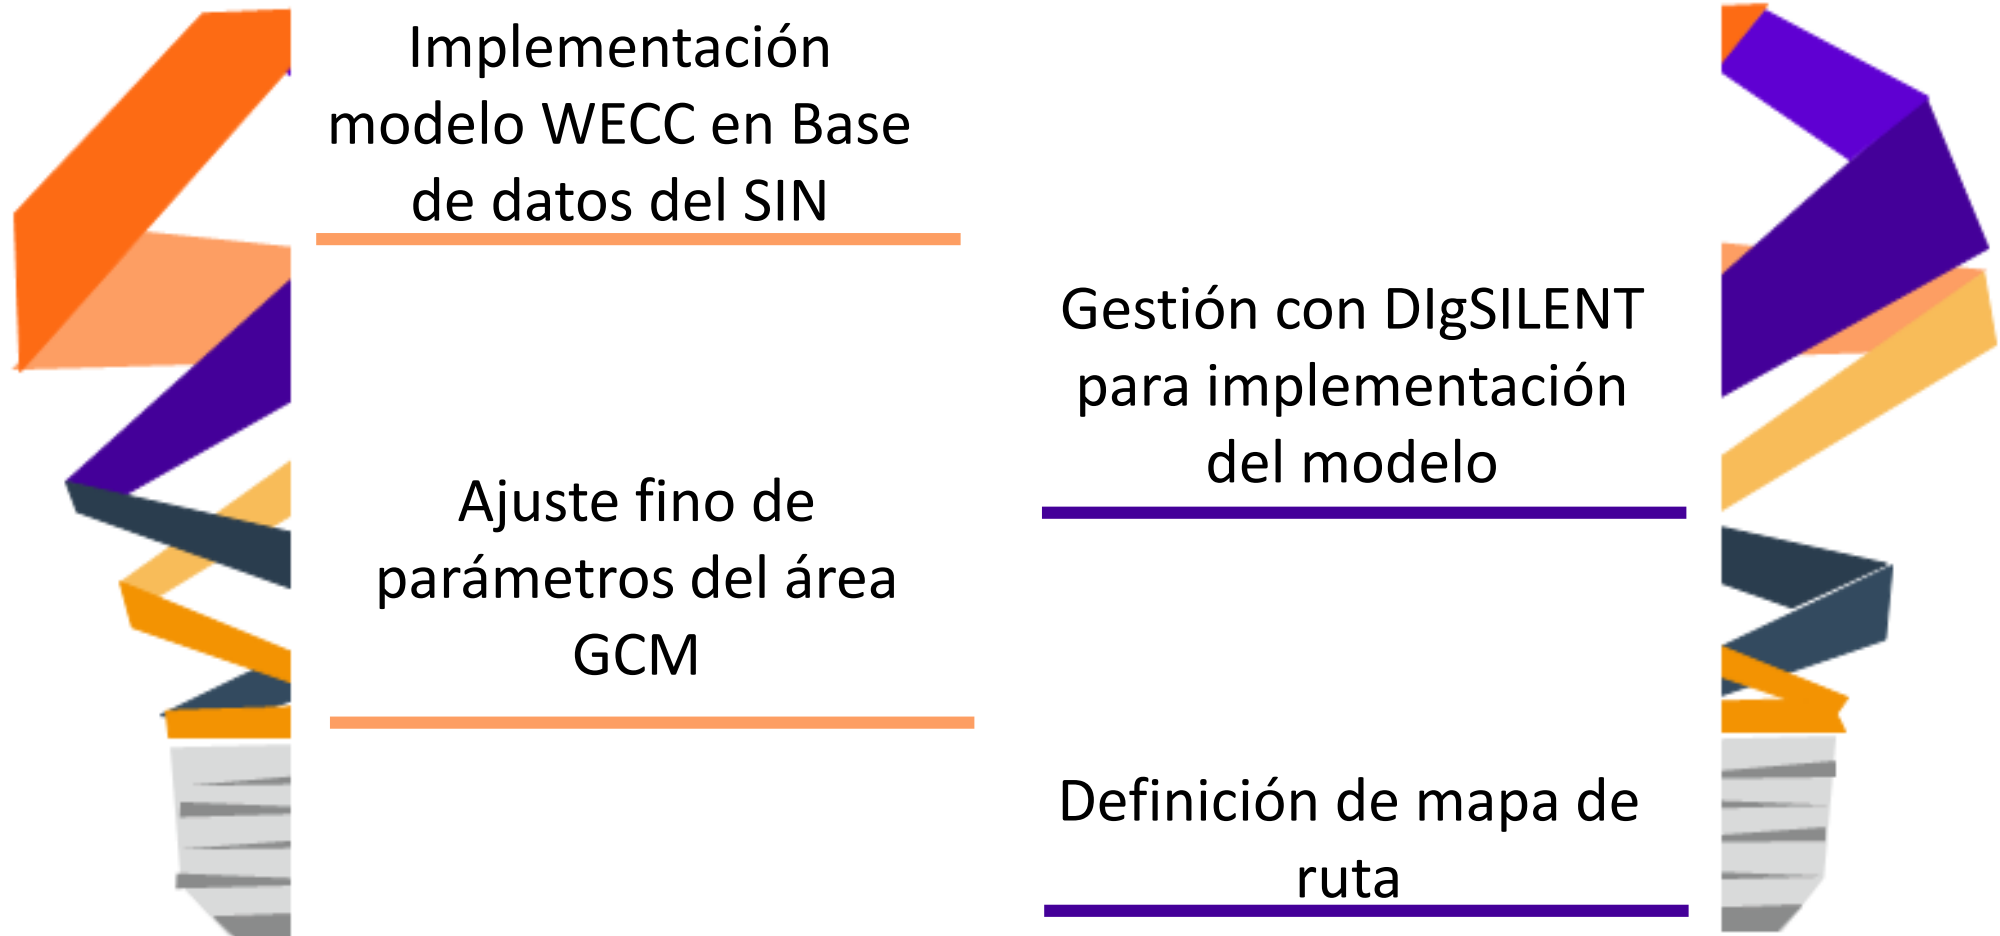 Implementación
modelo WECC en Base
de datos del SIN
Gestión con DIgSILENT
para implementación
del modelo
Ajuste fino de
parámetros del área
GCM
Definición de mapa de
ruta